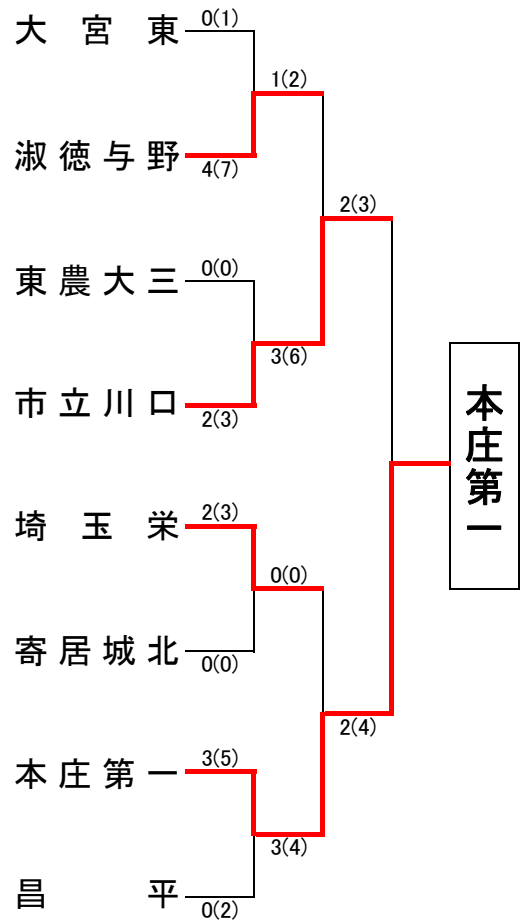 大宮東
0(1)
1(2)
淑徳与野
4(7)
2(3)
東農大三
0(0)
3(6)
市立川口
2(3)
本庄第一
埼玉栄
2(3)
0(0)
寄居城北
0(0)
2(4)
本庄第一
3(5)
3(4)
昌平
0(2)